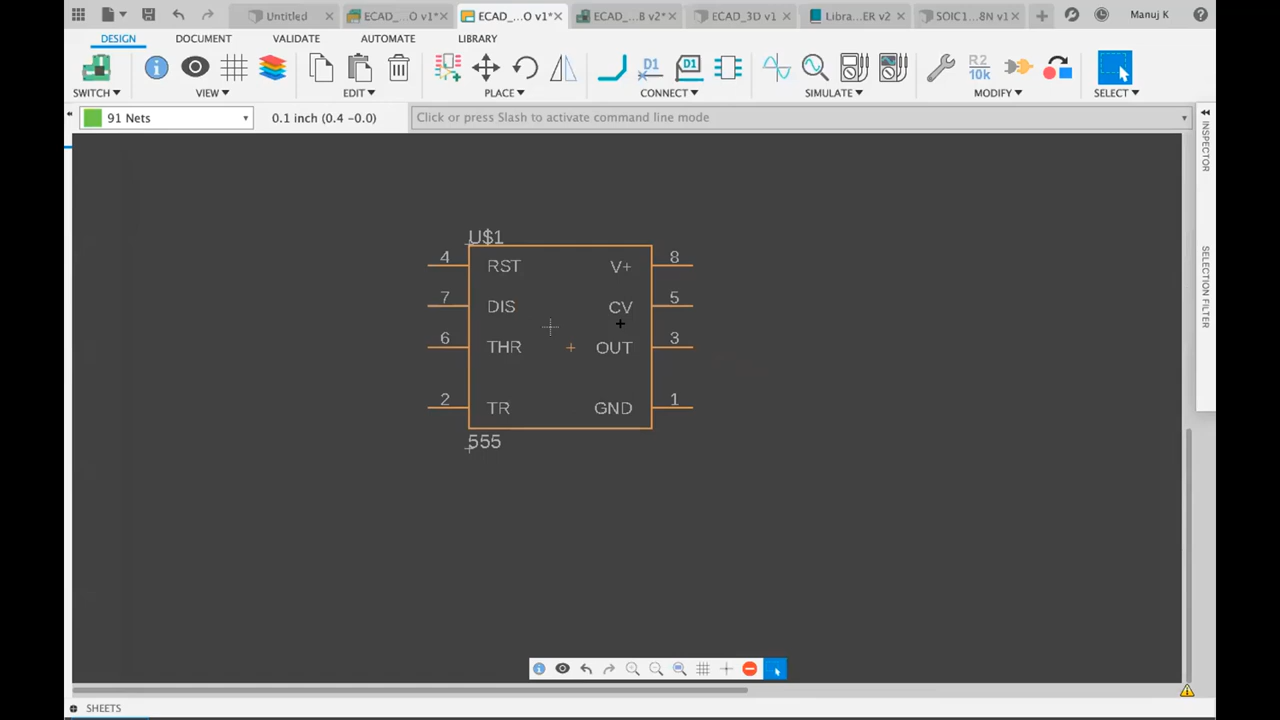 Untitled
ECAD_...O v1*
ECAD_...O v1*
ECAD_...B v2*
ECAD_3D v1
Libra...ER v2
SOIC1...8N v1
Manuj K
DESIGN
DOCUMENT
VALIDATE
AUTOMATE
LIBRARY
D1
D1
R2
10k
SWITCH
VIEW
EDIT
PLACE
CONNECT
SIMULATE
MODIFY
SELECT
91 Nets
0.1 inch (0.4 -0.0)
Click or press Slash to activate command line mode
INSPECTOR
SELECTION FILTER
U$1
4 RST V+ 8
7 DIS CV 5
6 THR OUT 3
2 TR GND 1
555
SHEETS